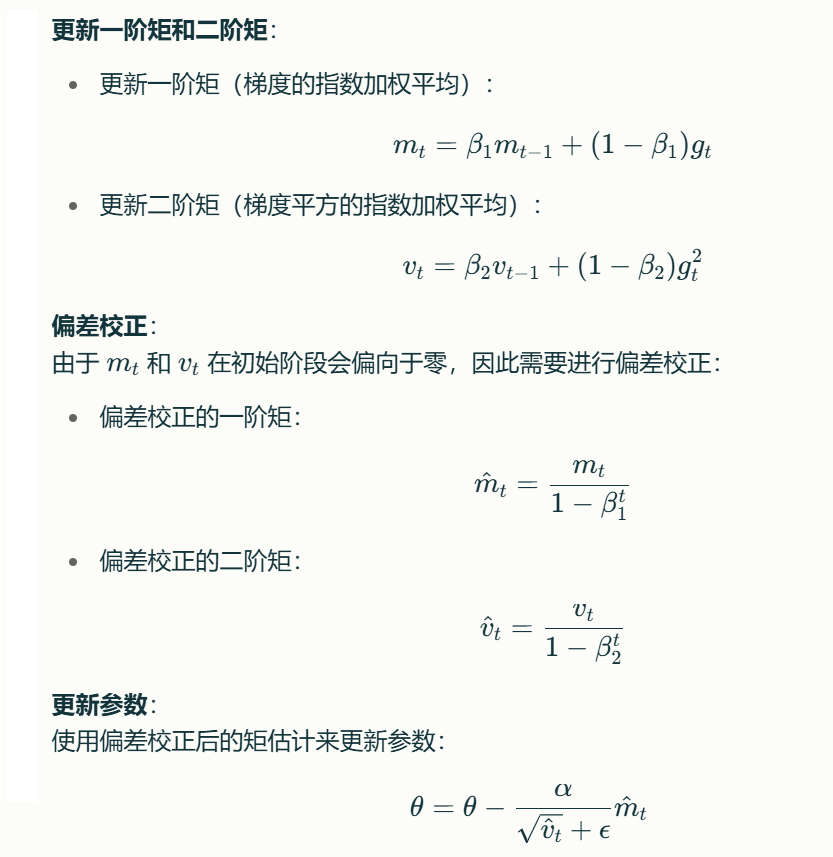 更新一阶矩和二阶矩：
• 更新一阶矩（梯度的指数加权平均）：
$m_t = \beta_1 m_{t-1} + (1 - \beta_1) g_t$
• 更新二阶矩（梯度平方的指数加权平均）：
$v_t = \beta_2 v_{t-1} + (1 - \beta_2) g_t^2$
偏差校正：
由于 $m_t$ 和 $v_t$ 在初始阶段会偏向于零，因此需要进行偏差校正：
• 偏差校正的一阶矩：
$\hat{m}_t = \frac{m_t}{1 - \beta_1^t}$
• 偏差校正的二阶矩：
$\hat{v}_t = \frac{v_t}{1 - \beta_2^t}$
更新参数：
使用偏差校正后的矩估计来更新参数：
$\theta = \theta - \frac{\alpha}{\sqrt{\hat{v}_t} + \epsilon} \hat{m}_t$